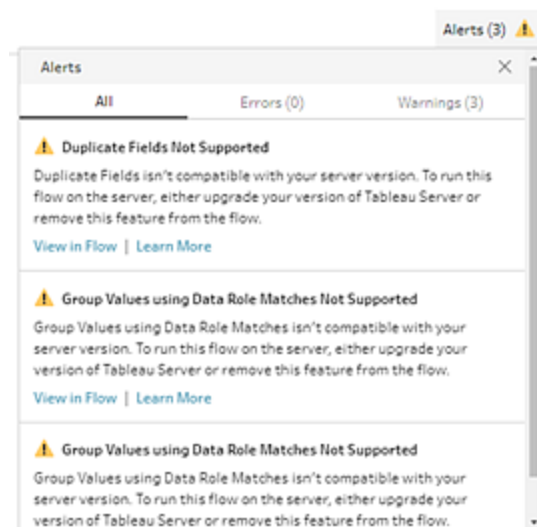 Alerts (3)
Alerts
All Errors (0) Warnings (3)
Duplicate Fields Not Supported
Duplicate Fields isn't compatible with your server version. To run this
flow on the server, either upgrade your version of Tableau Server or
remove this feature from the flow.
View in Flow | Learn More
Group Values using Data Role Matches Not Supported
Group Values using Data Role Matches isn't compatible with your
server version. To run this flow on the server, either upgrade your
version of Tableau Server or remove this feature from the flow.
View in Flow | Learn More
Group Values using Data Role Matches Not Supported
Group Values using Data Role Matches isn't compatible with your
server version. To run this flow on the server, either upgrade your
version of Tableau Server or remove this feature from the flow.